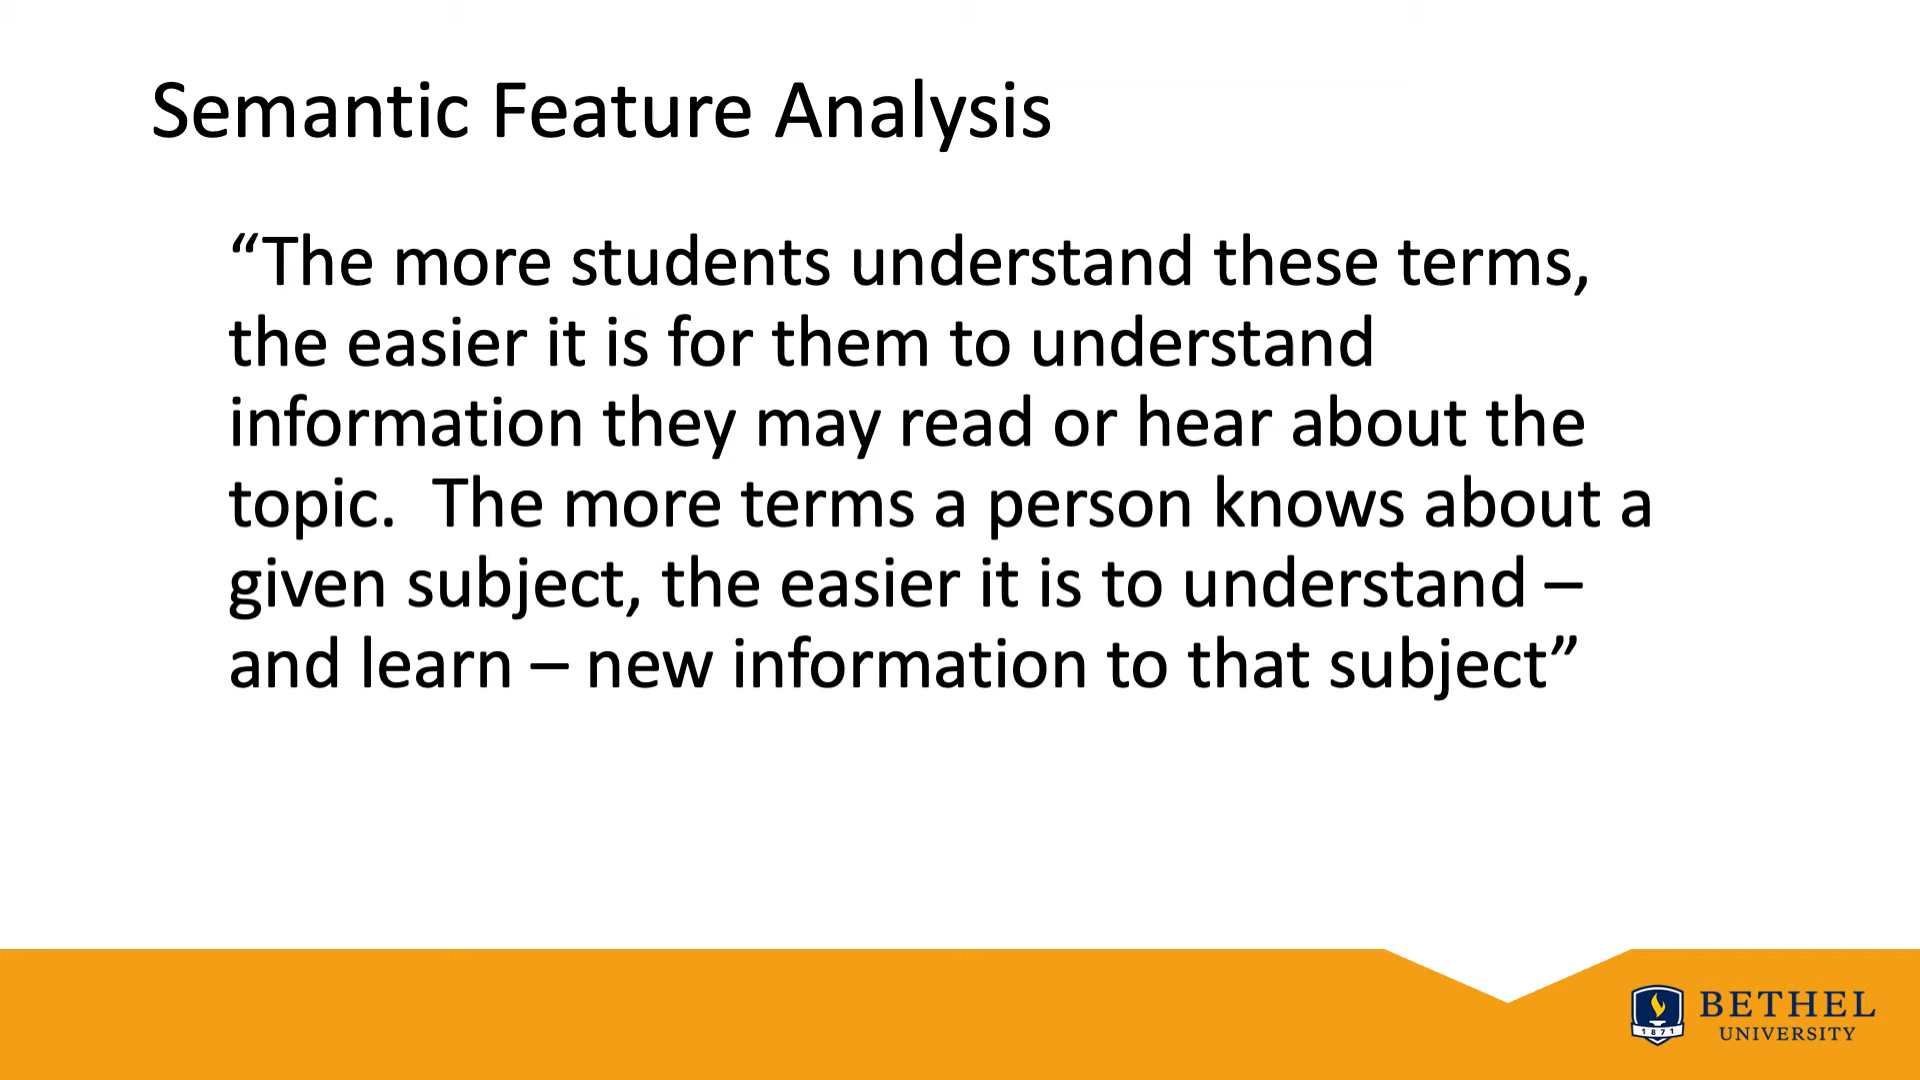 Semantic Feature Analysis
“The more students understand these terms,
the easier it is for them to understand
information they may read or hear about the
topic.  The more terms a person knows about a
given subject, the easier it is to understand –
and learn – new information to that subject”
1871
BETHEL
UNIVERSITY